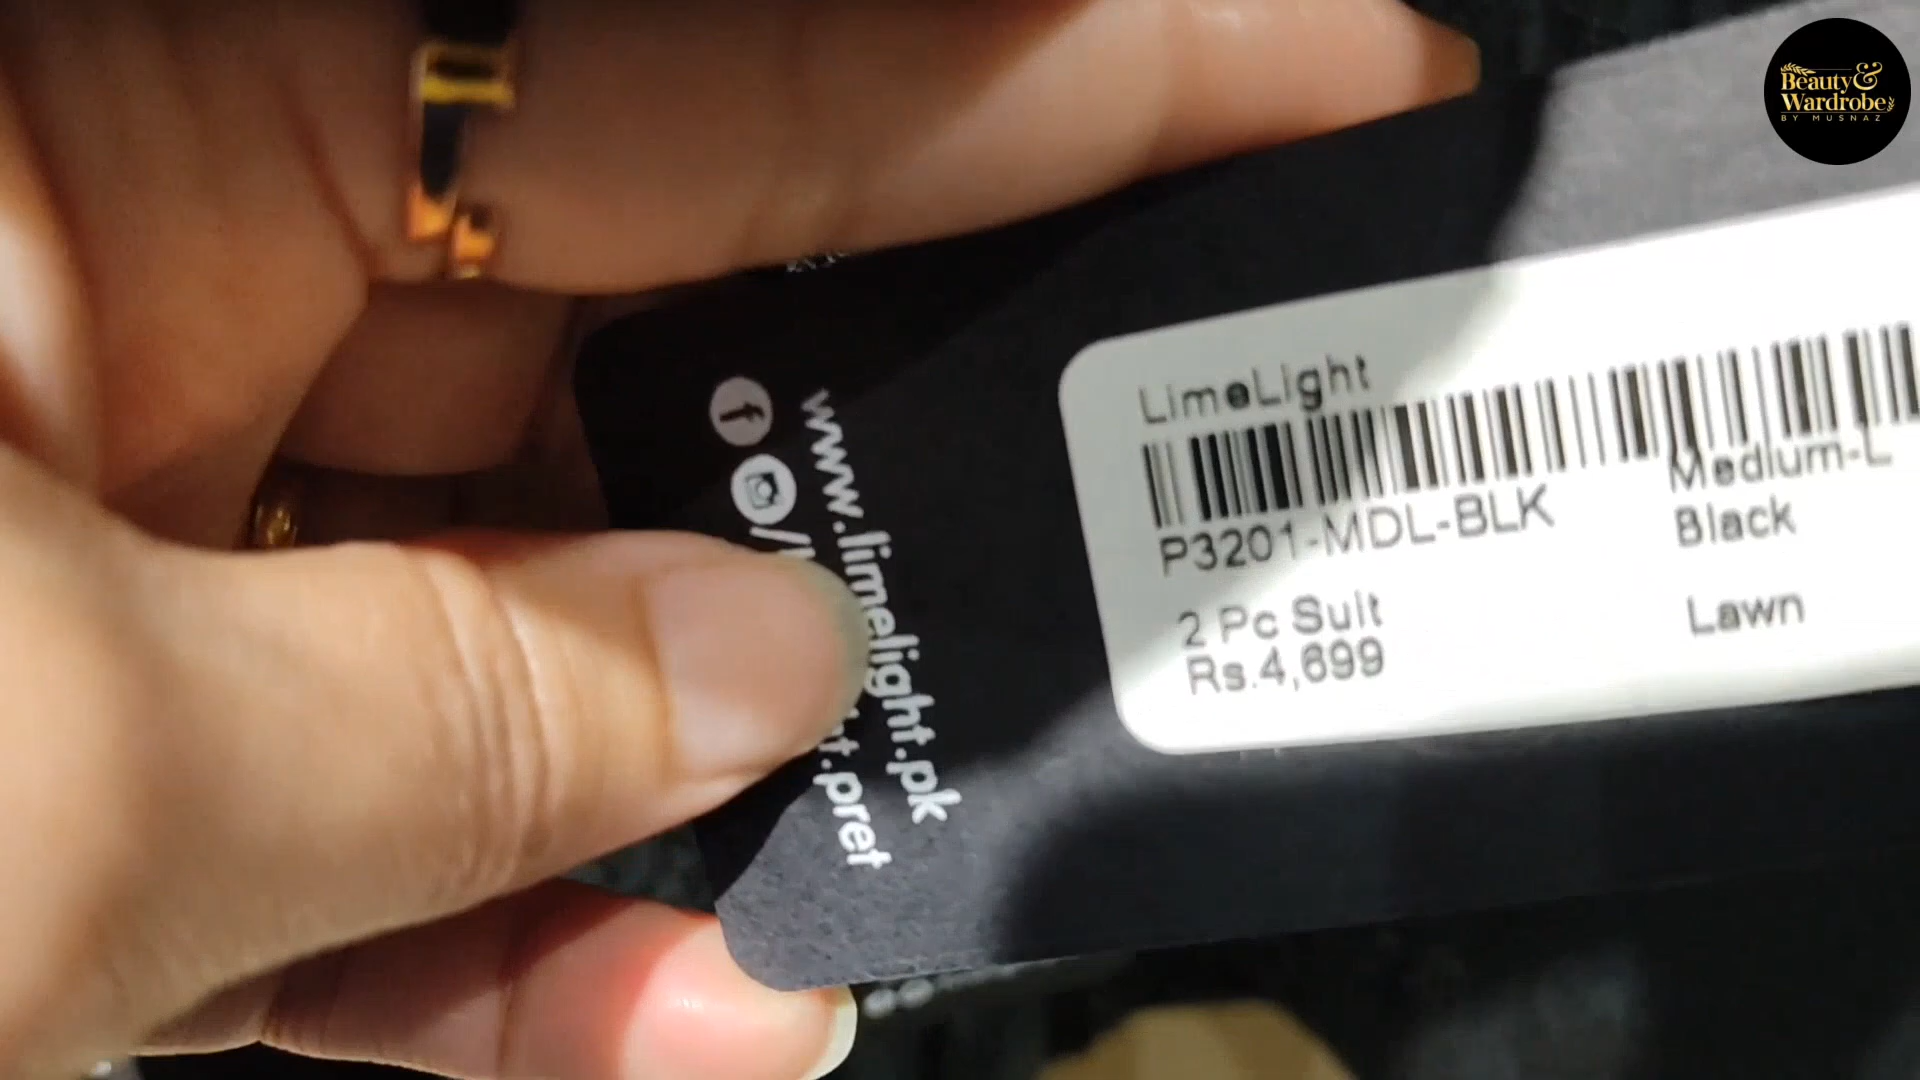 Beauty&
Wardrobe
BY MUSNAZ
LimeLight
Medium-L
P3201-MDL-BLK
Black
2 Pc Suit
Lawn
Rs.4,699
www.limelight.pk
.pret